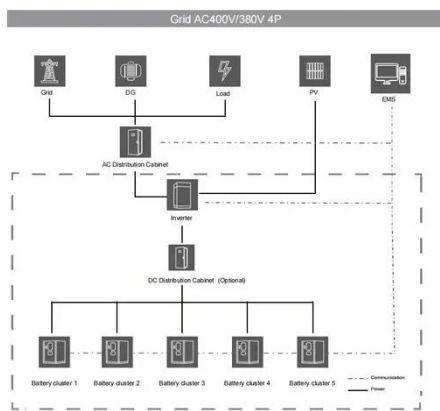 Grid AC400V/380V 4P
Grid
DG
Load
PV
EMS
AC Distribution Cabinet
Inverter
DC Distribution Cabinet (Optional)
Battery cluster 1
Battery cluster 2
Battery cluster 3
Battery cluster 4
Battery cluster 5
Communication
Power